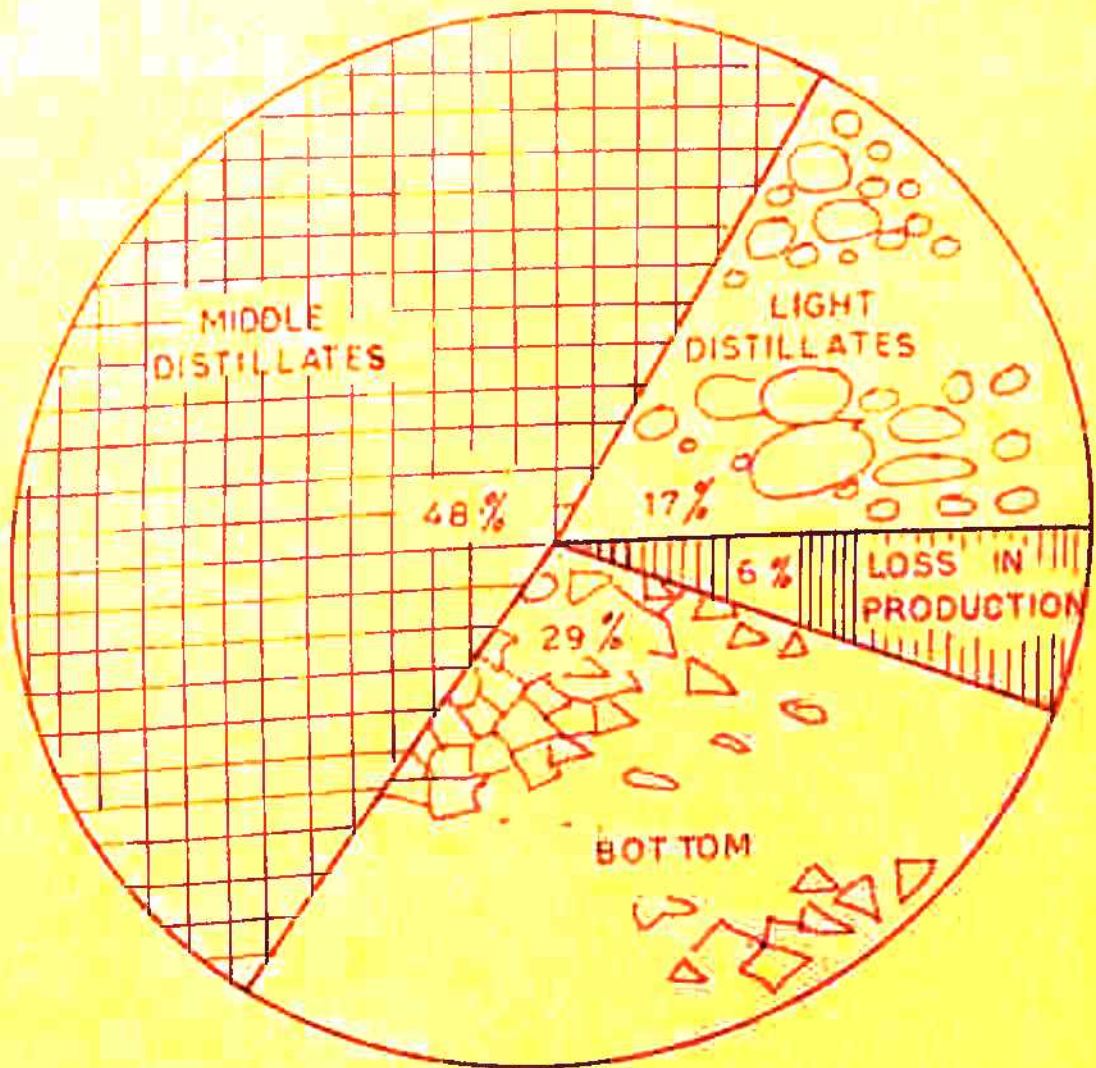 MIDDLE
DISTILLATES
48%
LIGHT
DISTILLATES
17%
6%
LOSS IN
PRODUCTION
29%
BOTTOM